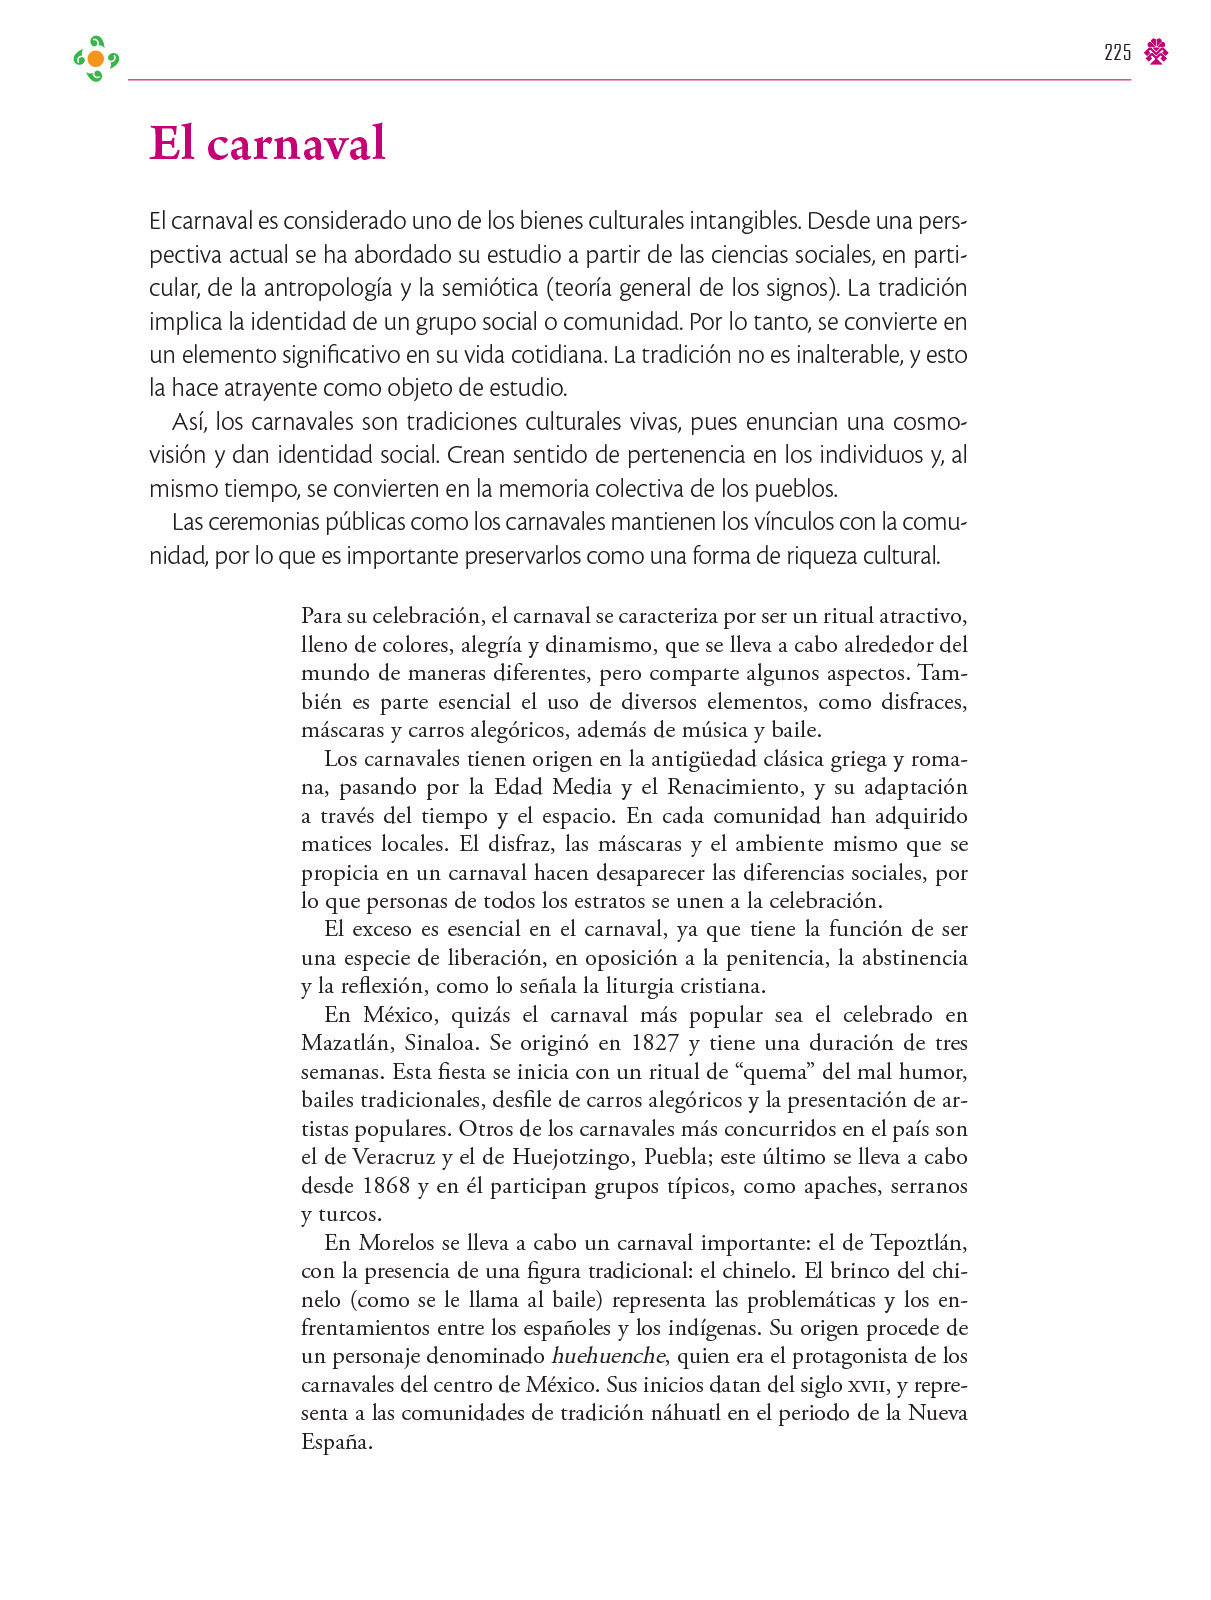 225
El carnaval
El carnaval es considerado uno de los bienes culturales intangibles. Desde una pers-
pectiva actual se ha abordado su estudio a partir de las ciencias sociales, en parti-
cular, de la antropología y la semiótica (teoría general de los signos). La tradición
implica la identidad de un grupo social o comunidad. Por lo tanto, se convierte en
un elemento significativo en su vida cotidiana. La tradición no es inalterable, y esto
la hace atrayente como objeto de estudio.
Así, los carnavales son tradiciones culturales vivas, pues enuncian una cosmo-
visión y dan identidad social. Crean sentido de pertenencia en los individuos y, al
mismo tiempo, se convierten en la memoria colectiva de los pueblos.
Las ceremonias públicas como los carnavales mantienen los vínculos con la comu-
nidad, por lo que es importante preservarlos como una forma de riqueza cultural.
Para su celebración, el carnaval se caracteriza por ser un ritual atractivo,
lleno de colores, alegría y dinamismo, que se lleva a cabo alrededor del
mundo de maneras diferentes, pero comparte algunos aspectos. Tam-
bién es parte esencial el uso de diversos elementos, como disfraces,
máscaras y carros alegóricos, además de música y baile.
Los carnavales tienen origen en la antigüedad clásica griega y roma-
na, pasando por la Edad Media y el Renacimiento, y su adaptación
a través del tiempo y el espacio. En cada comunidad han adquirido
matices locales. El disfraz, las máscaras y el ambiente mismo que se
propicia en un carnaval hacen desaparecer las diferencias sociales, por
lo que personas de todos los estratos se unen a la celebración.
El exceso es esencial en el carnaval, ya que tiene la función de ser
una especie de liberación, en oposición a la penitencia, la abstinencia
y la reflexión, como lo señala la liturgia cristiana.
En México, quizás el carnaval más popular sea el celebrado en
Mazatlán, Sinaloa. Se originó en 1827 y tiene una duración de tres
semanas. Esta fiesta se inicia con un ritual de “quema” del mal humor,
bailes tradicionales, desfile de carros alegóricos y la presentación de ar-
tistas populares. Otros de los carnavales más concurridos en el país son
el de Veracruz y el de Huejotzingo, Puebla; este último se lleva a cabo
desde 1868 y en él participan grupos típicos, como apaches, serranos
y turcos.
En Morelos se lleva a cabo un carnaval importante: el de Tepoztlán,
con la presencia de una figura tradicional: el chinelo. El brinco del chi-
nelo (como se le llama al baile) representa las problemáticas y los en-
frentamientos entre los españoles y los indígenas. Su origen procede de
un personaje denominado huehuenche, quien era el protagonista de los
carnavales del centro de México. Sus inicios datan del siglo XVII, y repre-
senta a las comunidades de tradición náhuatl en el periodo de la Nueva
España.